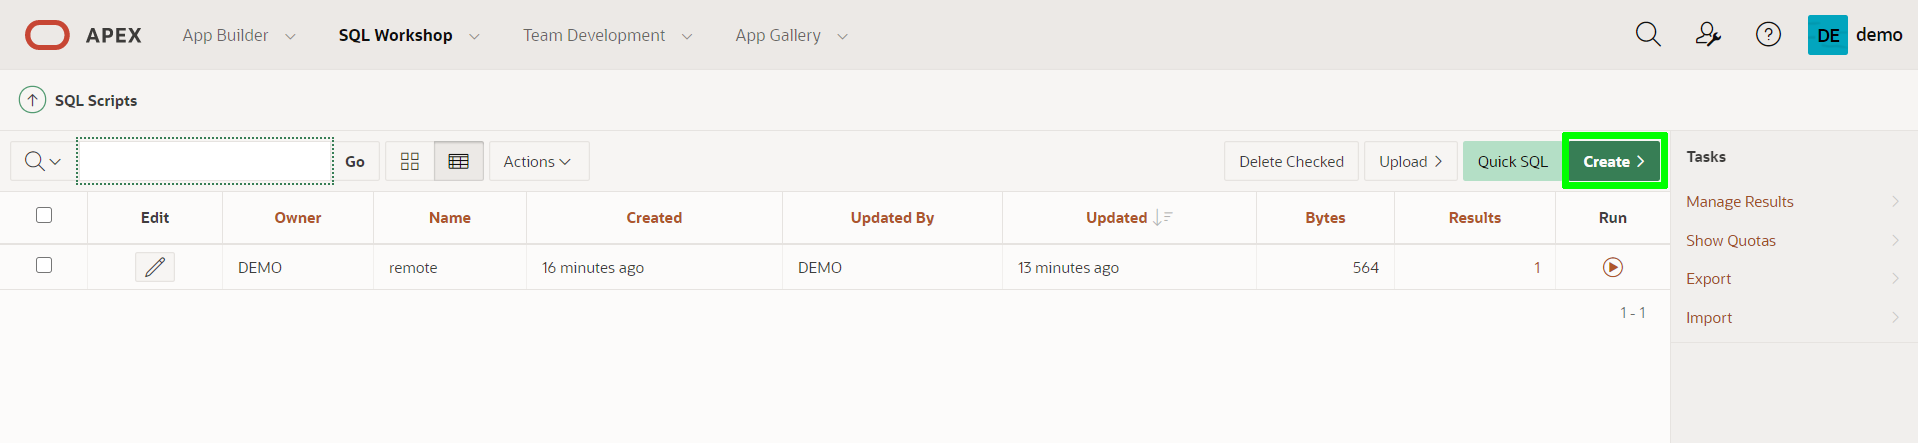 APEX App Builder SQL Workshop Team Development App Gallery DE demo
SQL Scripts
Go Actions Delete Checked Upload Quick SQL Create
Tasks
Manage Results
Show Quotas
Export
Import
Edit Owner Name Created Updated By Updated Bytes Results Run
DEMO remote 16 minutes ago DEMO 13 minutes ago 564 1
1 - 1